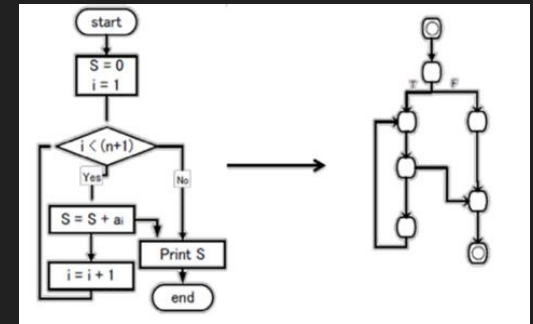 start
S = 0
i = 1
i < (n+1)
Yes
No
S = S + ai
Print S
i = i + 1
end
T
F